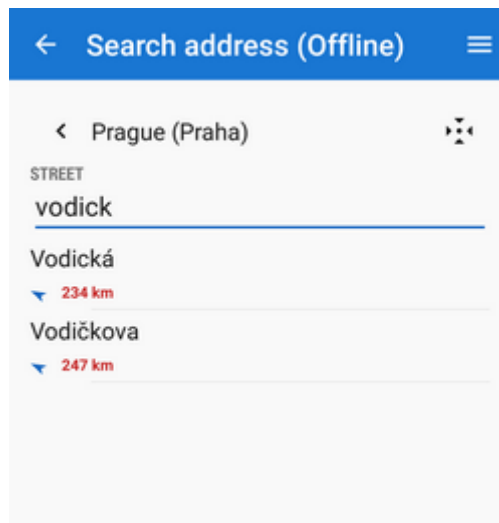 Search address (Offline)
Prague (Praha)
STREET
vodick
Vodická
234 km
Vodičkova
247 km